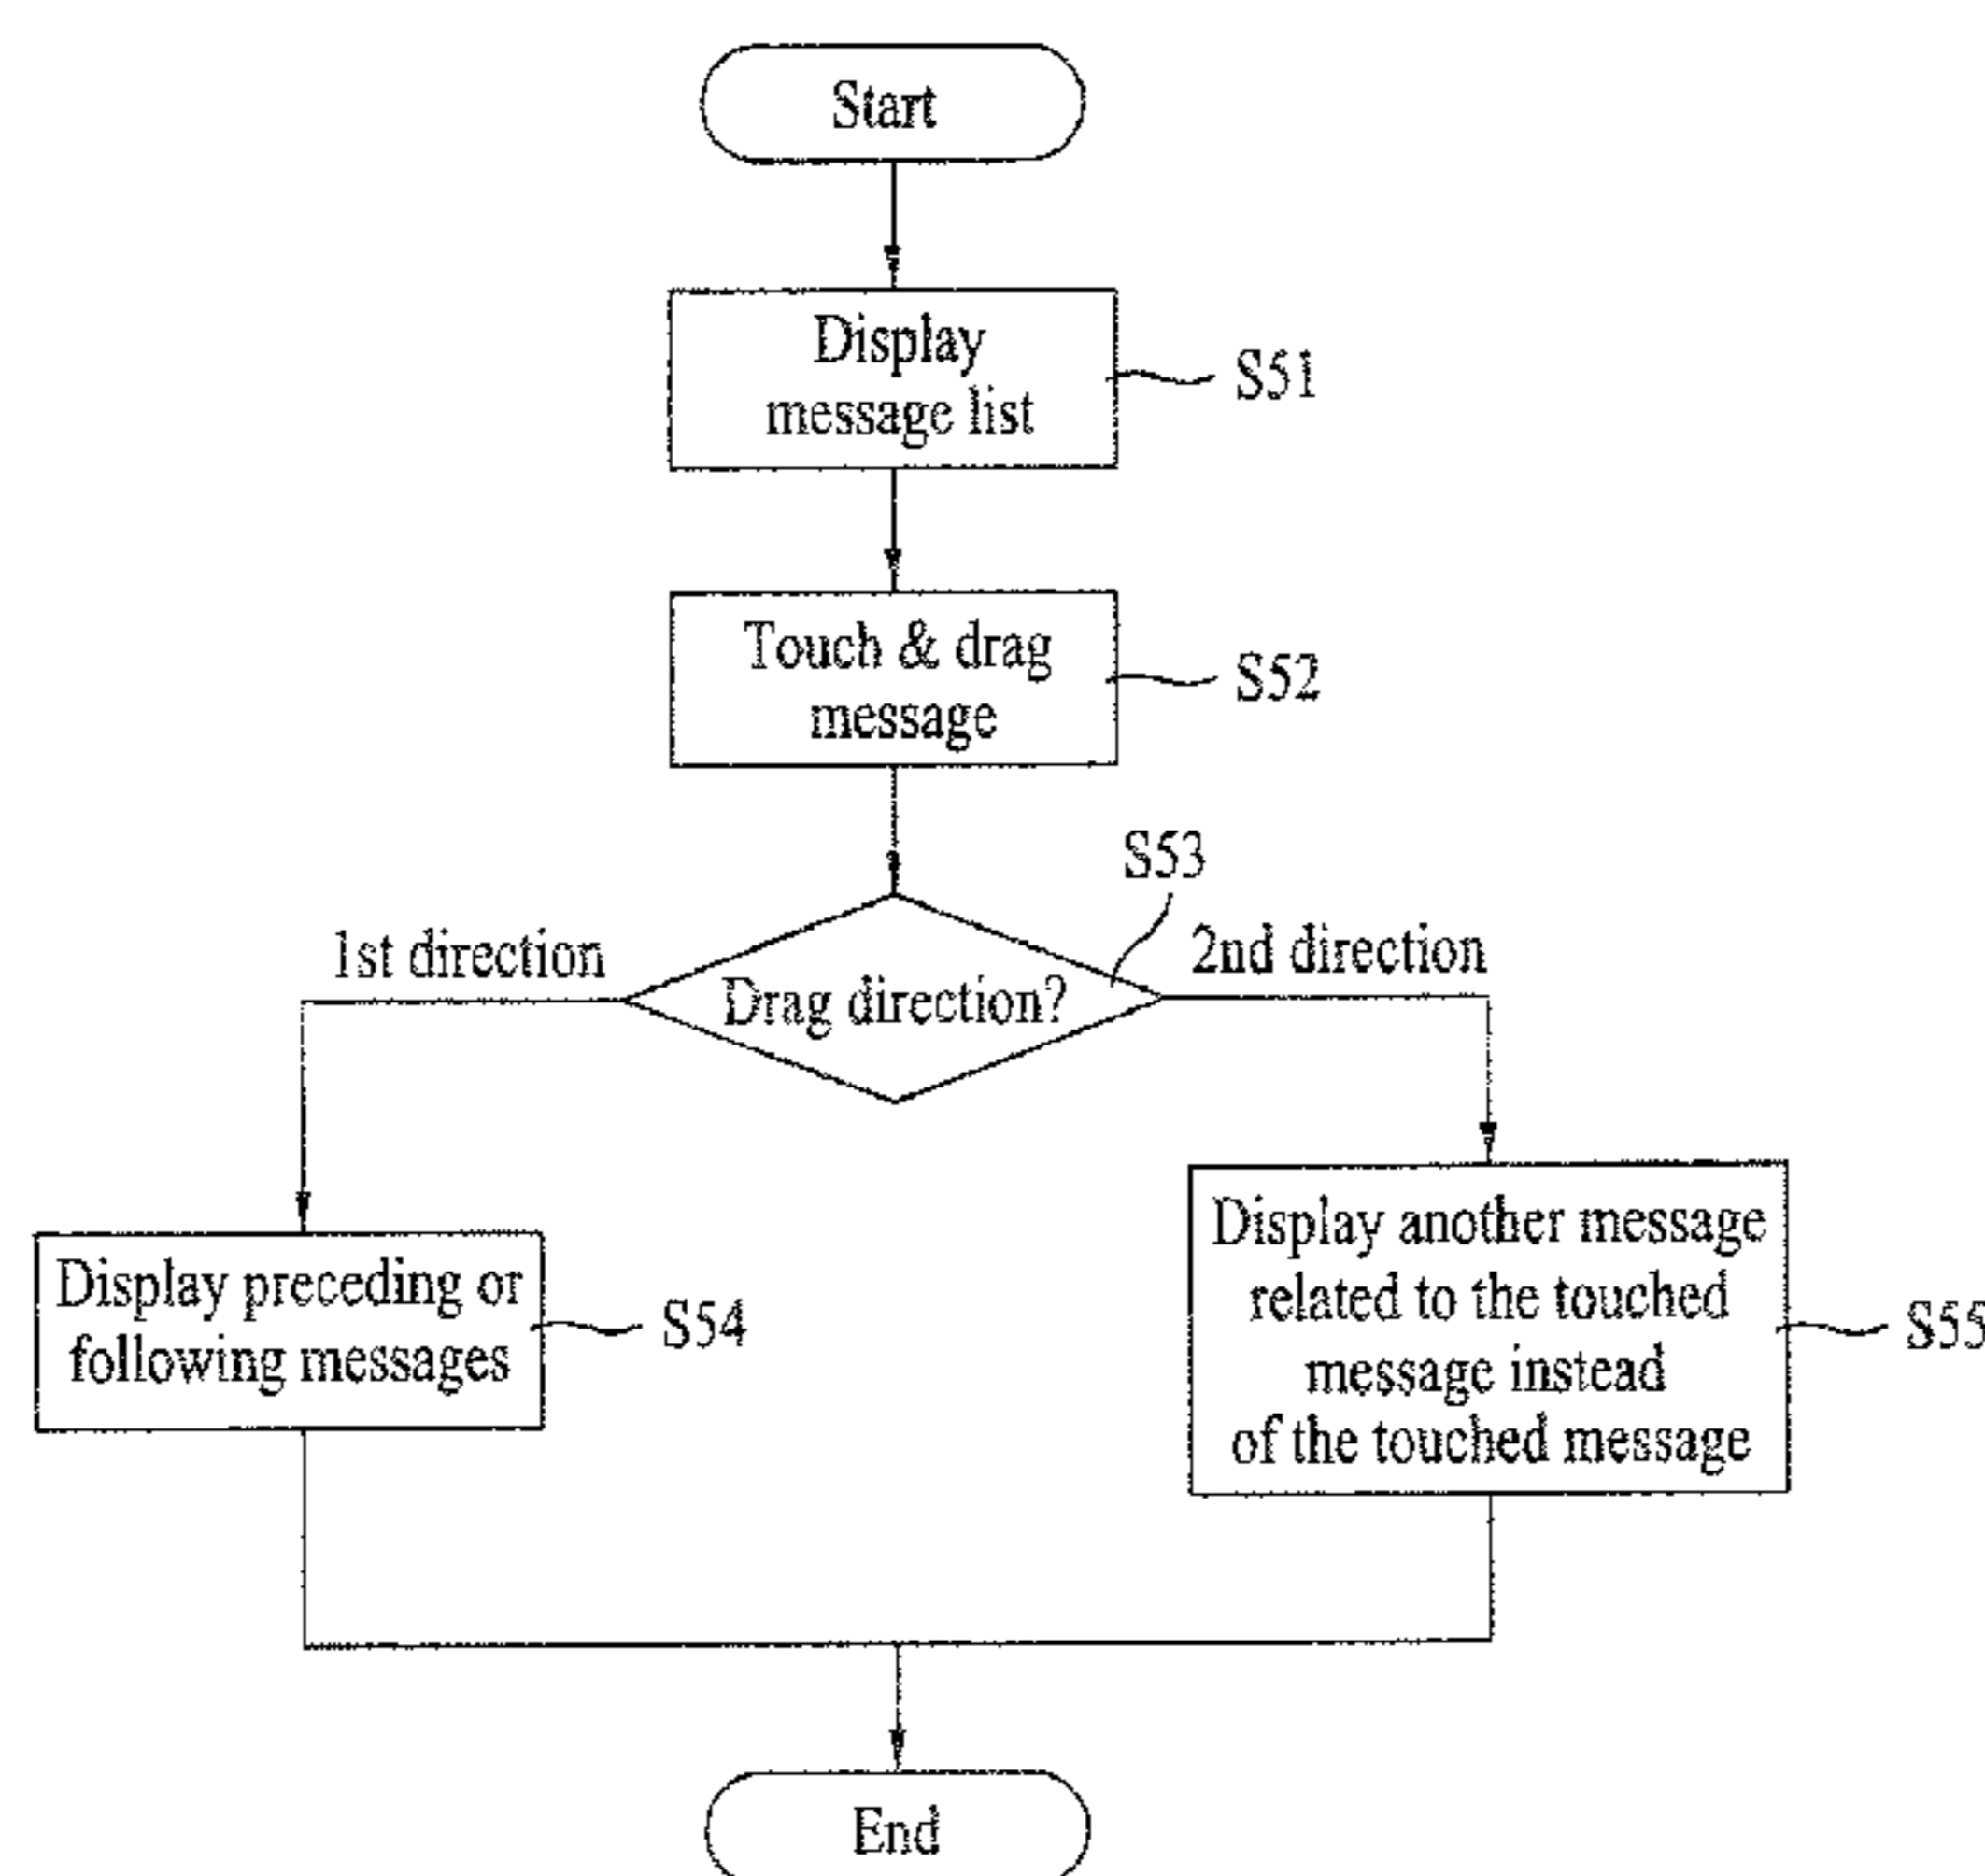 Start
Display
message list
S51
Touch & drag
message
S52
S53
1st direction
Drag direction?
2nd direction
Display preceding or
following messages
S54
Display another message
related to the touched
message instead
of the touched message
S55
End